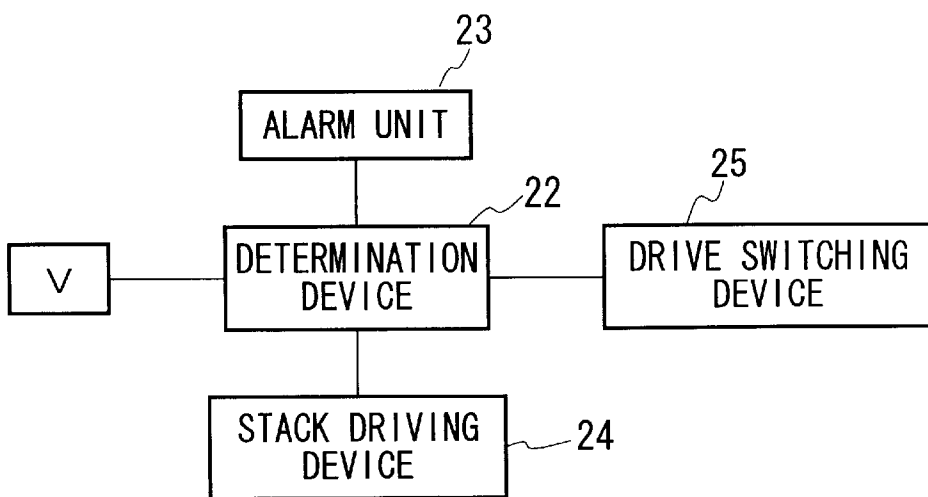 23
ALARM UNIT
25
22
V
DETERMINATION
DEVICE
DRIVE SWITCHING
DEVICE
STACK DRIVING
DEVICE
24